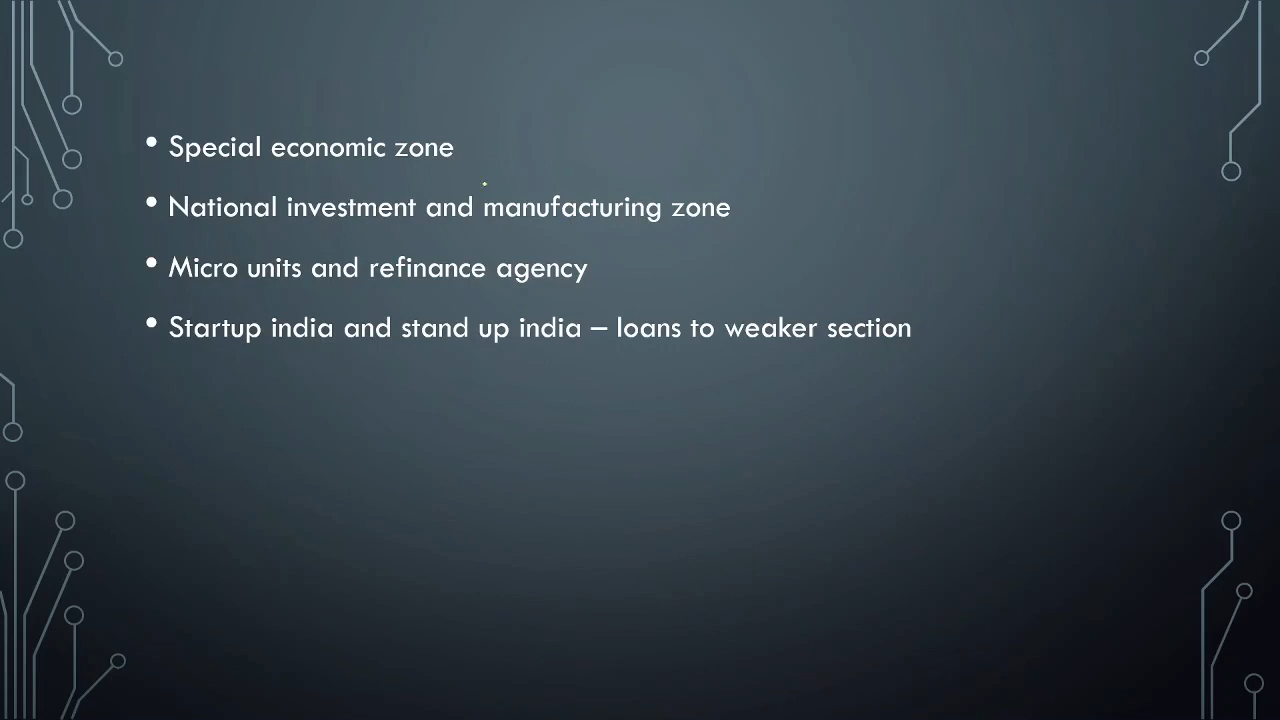 • Special economic zone
• National investment and manufacturing zone
• Micro units and refinance agency
• Startup india and stand up india – loans to weaker section